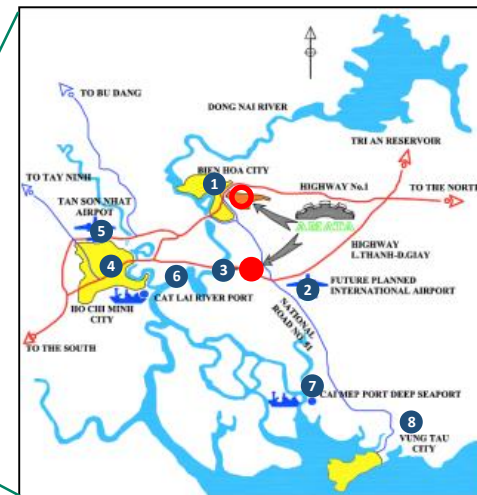 TO BU DANG
DONG NAI RIVER
TRI AN RESERVOIR
1
BIEN HOA CITY
TO TAY NINH
HIGHWAY No.1
TO THE NORTH
TAN SON NHAT
AIRPOT
5
AMATA
HIGHWAY
L.THANH-D.GIAY
4
6
3
2
FUTURE PLANNED
INTERNATIONAL AIRPORT
CAT LAI RIVER PORT
HO CHI MINH
CITY
NATIONAL
ROAD NO. 51
TO THE SOUTH
7
CAI MEP PORT DEEP SEAPORT
8
VUNG TAU
CITY